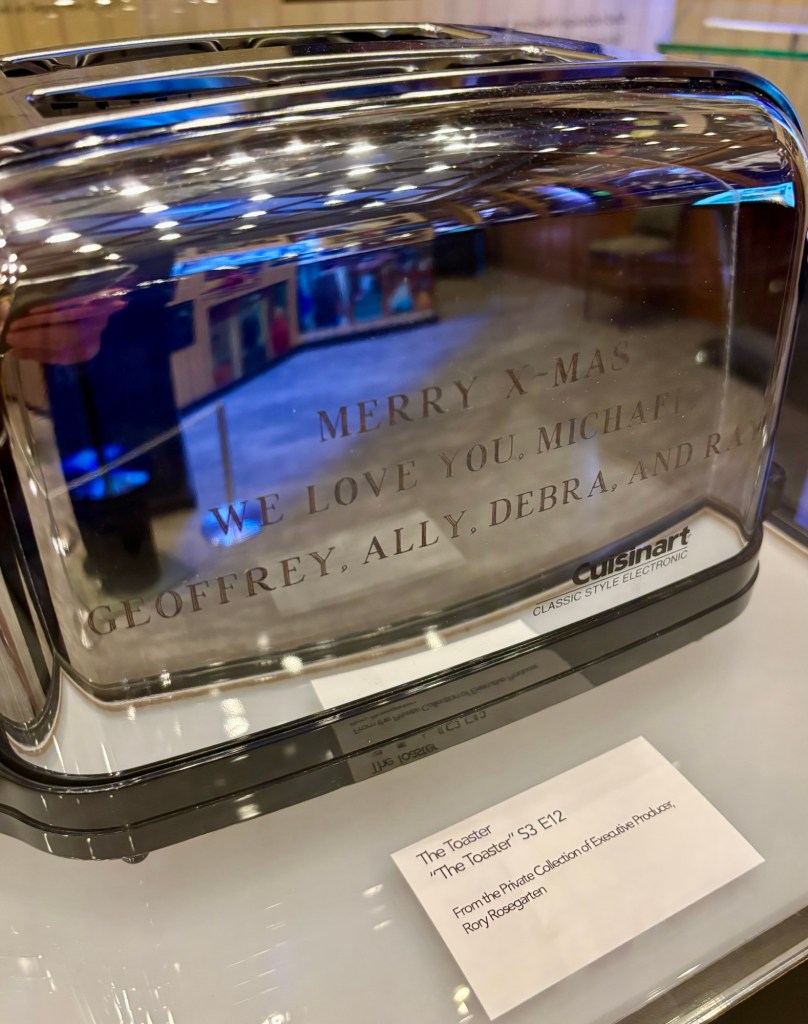 MERRY X-MAS
WE LOVE YOU, MICHAEL,
GEOFFREY, ALLY, DEBRA, AND RAY
Cuisinart
CLASSIC STYLE ELECTRONIC
The Toaster
"The Toaster" S3 E12
From the Private Collection of Executive Producer,
Rory Rosegarten